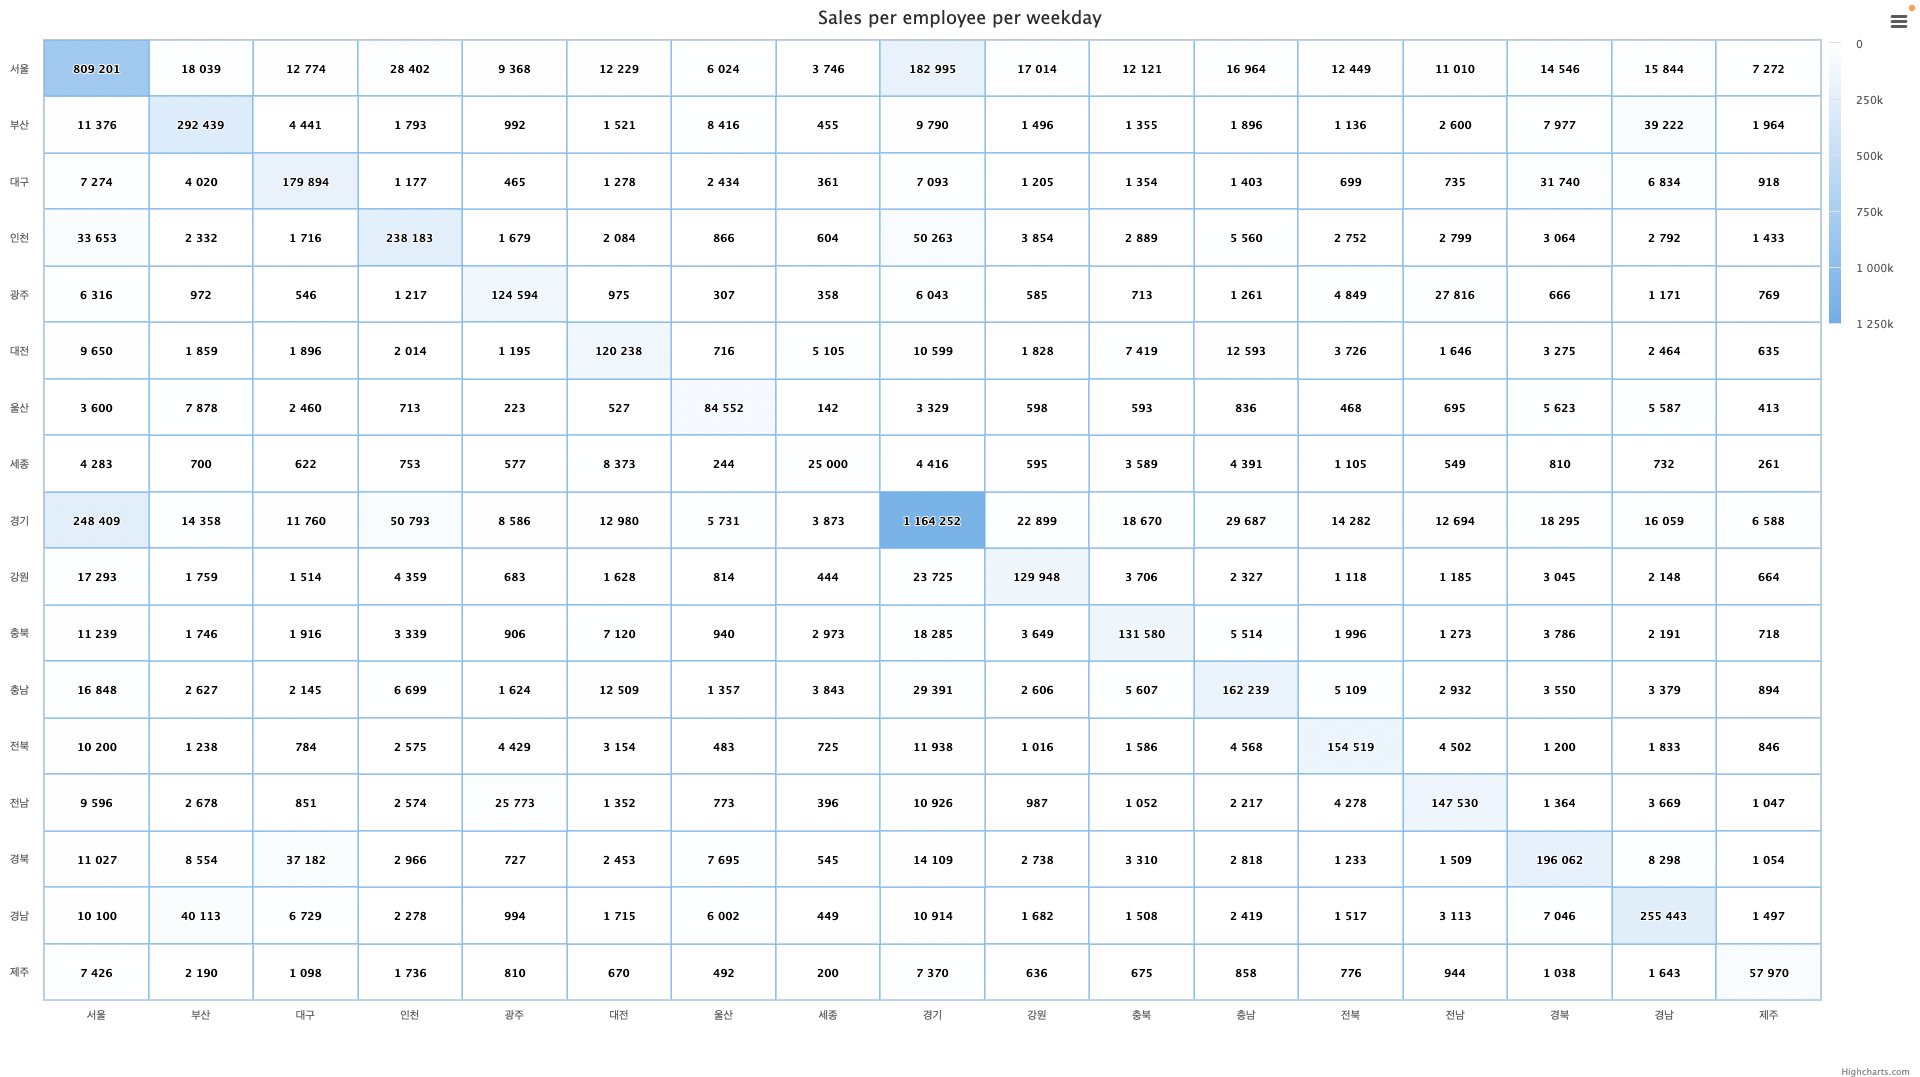 Sales per employee per weekday
서울 809 201 18 039 12 774 28 402 9 368 12 229 6 024 3 746 182 995 17 014 12 121 16 964 12 449 11 010 14 546 15 844 7 272
부산 11 376 292 439 4 441 1 793 992 1 521 8 416 455 9 790 1 496 1 355 1 896 1 136 2 600 7 977 39 222 1 964
대구 7 274 4 020 179 894 1 177 465 1 278 2 434 361 7 093 1 205 1 354 1 403 699 735 31 740 6 834 918
인천 33 653 2 332 1 716 238 183 1 679 2 084 866 604 50 263 3 854 2 889 5 560 2 752 2 799 3 064 2 792 1 433
광주 6 316 972 546 1 217 124 594 975 307 358 6 043 585 713 1 261 4 849 27 816 666 1 171 769
대전 9 650 1 859 1 896 2 014 1 195 120 238 716 5 105 10 599 1 828 7 419 12 593 3 726 1 646 3 275 2 464 635
울산 3 600 7 878 2 460 713 223 527 84 552 142 3 329 598 593 836 468 695 5 623 5 587 413
세종 4 283 700 622 753 577 8 373 244 25 000 4 416 595 3 589 4 391 1 105 549 810 732 261
경기 248 409 14 358 11 760 50 793 8 586 12 980 5 731 3 873 1 164 252 22 899 18 670 29 687 14 282 12 694 18 295 16 059 6 588
강원 17 293 1 759 1 514 4 359 683 1 628 814 444 23 725 129 948 3 706 2 327 1 118 1 185 3 045 2 148 664
충북 11 239 1 746 1 916 3 339 906 7 120 940 2 973 18 285 3 649 131 580 5 514 1 996 1 273 3 786 2 191 718
충남 16 848 2 627 2 145 6 699 1 624 12 509 1 357 3 843 29 391 2 606 5 607 162 239 5 109 2 932 3 550 3 379 894
전북 10 200 1 238 784 2 575 4 429 3 154 483 725 11 938 1 016 1 586 4 568 154 519 4 502 1 200 1 833 846
전남 9 596 2 678 851 2 574 25 773 1 352 773 396 10 926 987 1 052 2 217 4 278 147 530 1 364 3 669 1 047
경북 11 027 8 554 37 182 2 966 727 2 453 7 695 545 14 109 2 738 3 310 2 818 1 233 1 509 196 062 8 298 1 054
경남 10 100 40 113 6 729 2 278 994 1 715 6 002 449 10 914 1 682 1 508 2 419 1 517 3 113 7 046 255 443 1 497
제주 7 426 2 190 1 098 1 736 810 670 492 200 7 370 636 675 858 776 944 1 038 1 643 57 970
서울 부산 대구 인천 광주 대전 울산 세종 경기 강원 충북 충남 전북 전남 경북 경남 제주
0
250k
500k
750k
1 000k
1 250k
Highcharts.com